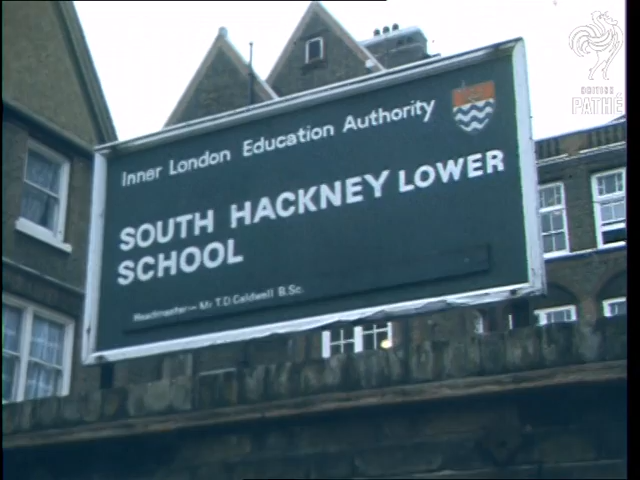 BRITISH
PATHÉ
Inner London Education Authority
SOUTH HACKNEY LOWER
SCHOOL
Headmaster:- Mr T.D. Caldwell B.Sc.